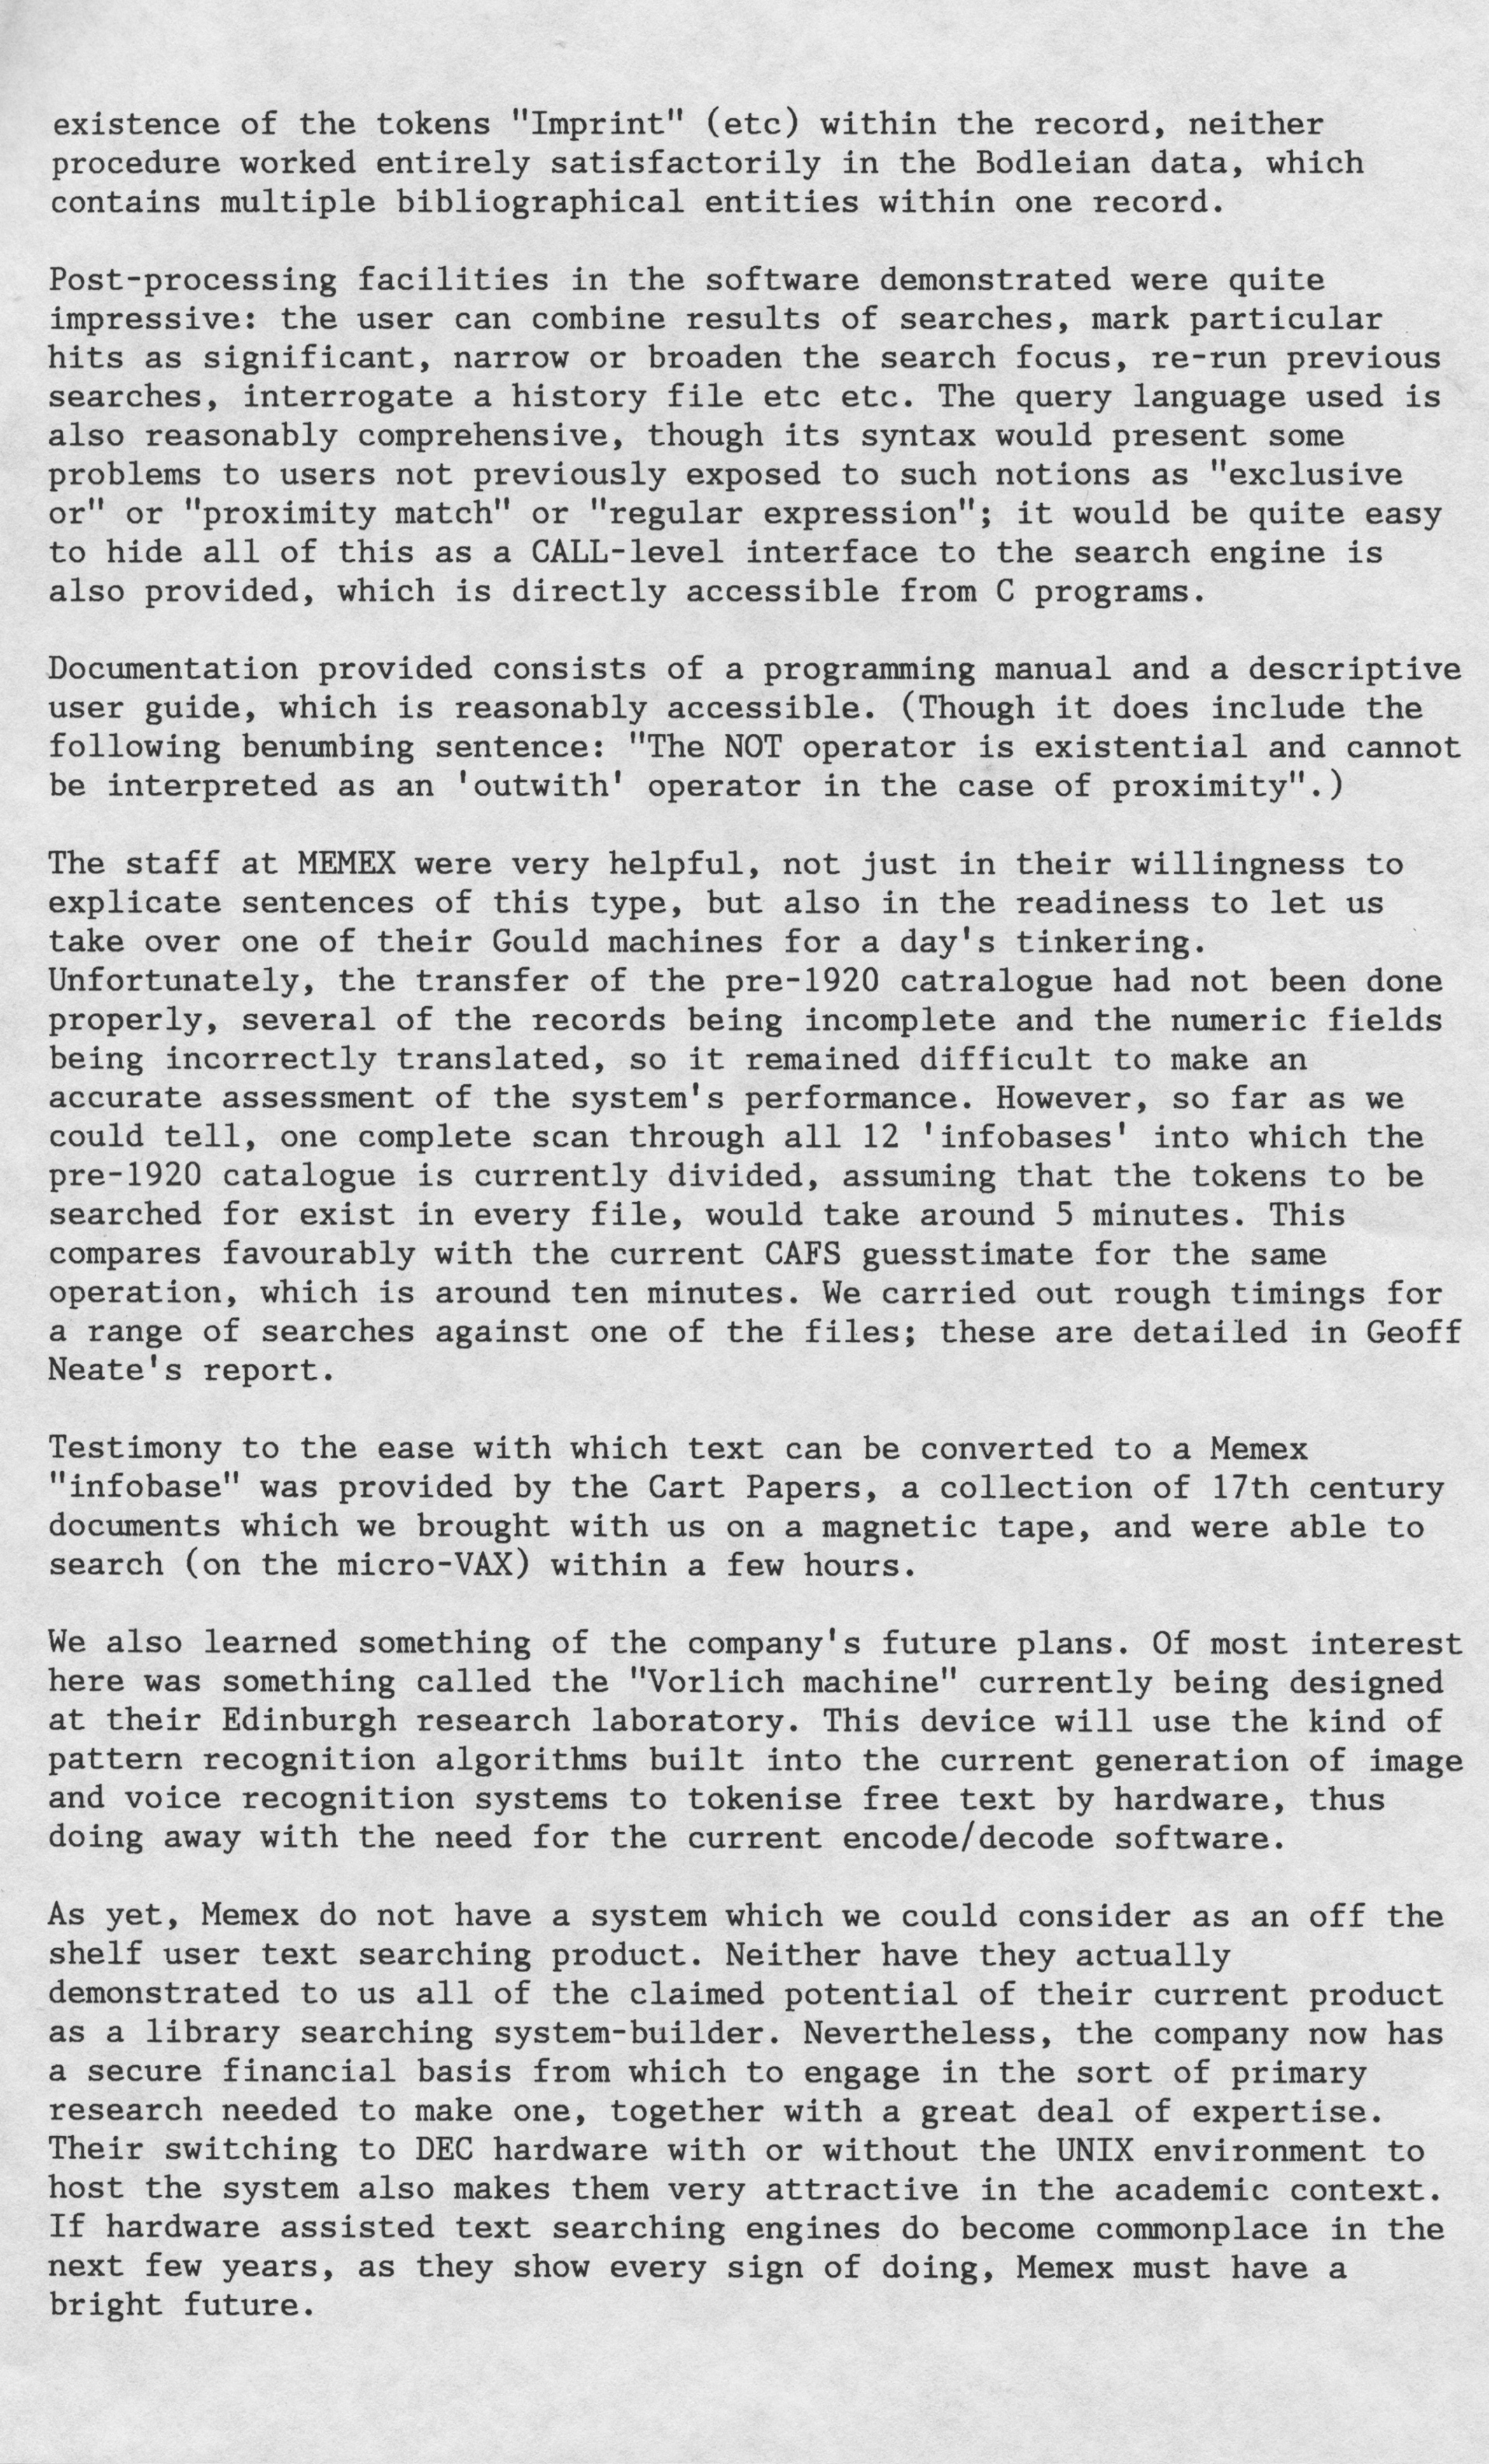 existence of the tokens "Imprint" (etc) within the record, neither
procedure worked entirely satisfactorily in the Bodleian data, which
contains multiple bibliographical entities within one record.

Post-processing facilities in the software demonstrated were quite
impressive: the user can combine results of searches, mark particular
hits as significant, narrow or broaden the search focus, re-run previous
searches, interrogate a history file etc etc. The query language used is
also reasonably comprehensive, though its syntax would present some
problems to users not previously exposed to such notions as "exclusive
or" or "proximity match" or "regular expression"; it would be quite easy
to hide all of this as a CALL-level interface to the search engine is
also provided, which is directly accessible from C programs.

Documentation provided consists of a programming manual and a descriptive
user guide, which is reasonably accessible. (Though it does include the
following benumbing sentence: "The NOT operator is existential and cannot
be interpreted as an 'outwith' operator in the case of proximity".)

The staff at MEMEX were very helpful, not just in their willingness to
explicate sentences of this type, but also in the readiness to let us
take over one of their Gould machines for a day's tinkering.
Unfortunately, the transfer of the pre-1920 catralogue had not been done
properly, several of the records being incomplete and the numeric fields
being incorrectly translated, so it remained difficult to make an
accurate assessment of the system's performance. However, so far as we
could tell, one complete scan through all 12 'infobases' into which the
pre-1920 catalogue is currently divided, assuming that the tokens to be
searched for exist in every file, would take around 5 minutes. This
compares favourably with the current CAFS guesstimate for the same
operation, which is around ten minutes. We carried out rough timings for
a range of searches against one of the files; these are detailed in Geoff
Neate's report.

Testimony to the ease with which text can be converted to a Memex
"infobase" was provided by the Cart Papers, a collection of 17th century
documents which we brought with us on a magnetic tape, and were able to
search (on the micro-VAX) within a few hours.

We also learned something of the company's future plans. Of most interest
here was something called the "Vorlich machine" currently being designed
at their Edinburgh research laboratory. This device will use the kind of
pattern recognition algorithms built into the current generation of image
and voice recognition systems to tokenise free text by hardware, thus
doing away with the need for the current encode/decode software.

As yet, Memex do not have a system which we could consider as an off the
shelf user text searching product. Neither have they actually
demonstrated to us all of the claimed potential of their current product
as a library searching system-builder. Nevertheless, the company now has
a secure financial basis from which to engage in the sort of primary
research needed to make one, together with a great deal of expertise.
Their switching to DEC hardware with or without the UNIX environment to
host the system also makes them very attractive in the academic context.
If hardware assisted text searching engines do become commonplace in the
next few years, as they show every sign of doing, Memex must have a
bright future.